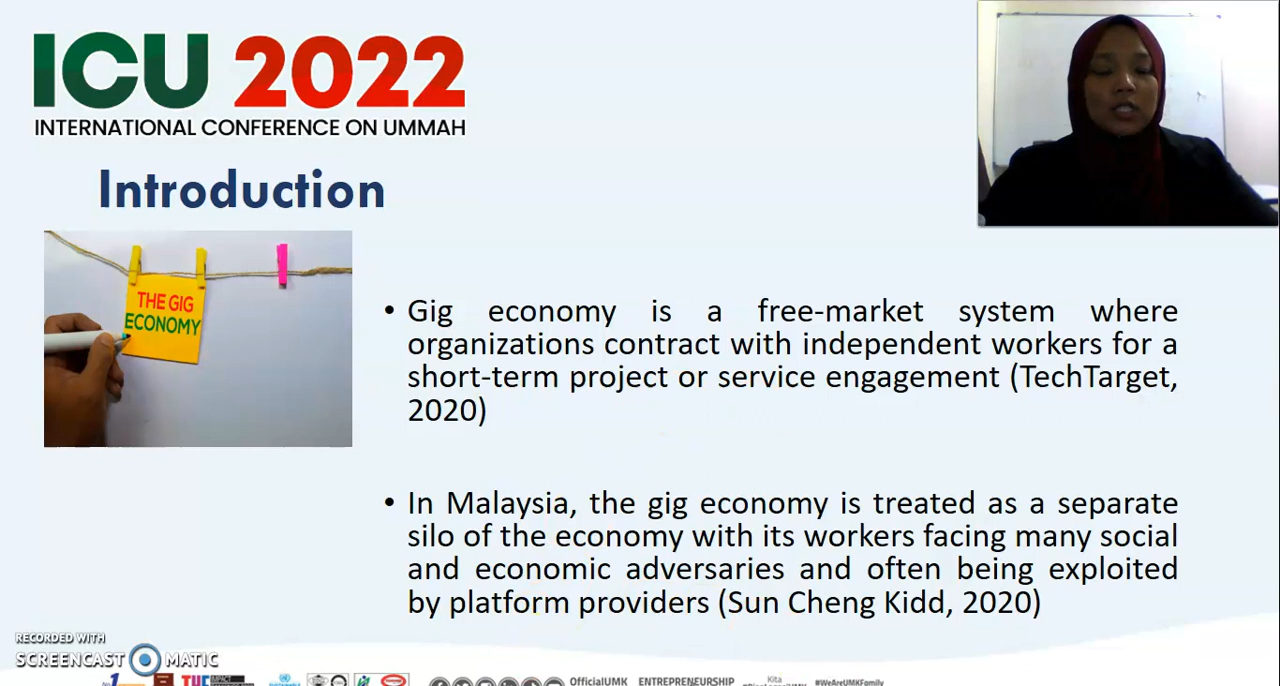 ICU 2022
INTERNATIONAL CONFERENCE ON UMMAH
Introduction
THE GIG
ECONOMY
• Gig economy is a free-market system where
organizations contract with independent workers for a
short-term project or service engagement (TechTarget,
2020)
• In Malaysia, the gig economy is treated as a separate
silo of the economy with its workers facing many social
and economic adversaries and often being exploited
by platform providers (Sun Cheng Kidd, 2020)
RECORDED WITH
SCREENCAST MATIC
OfficialUMK
ENTREPRENEURSHIP
Kita
#WeAreUMKFamily